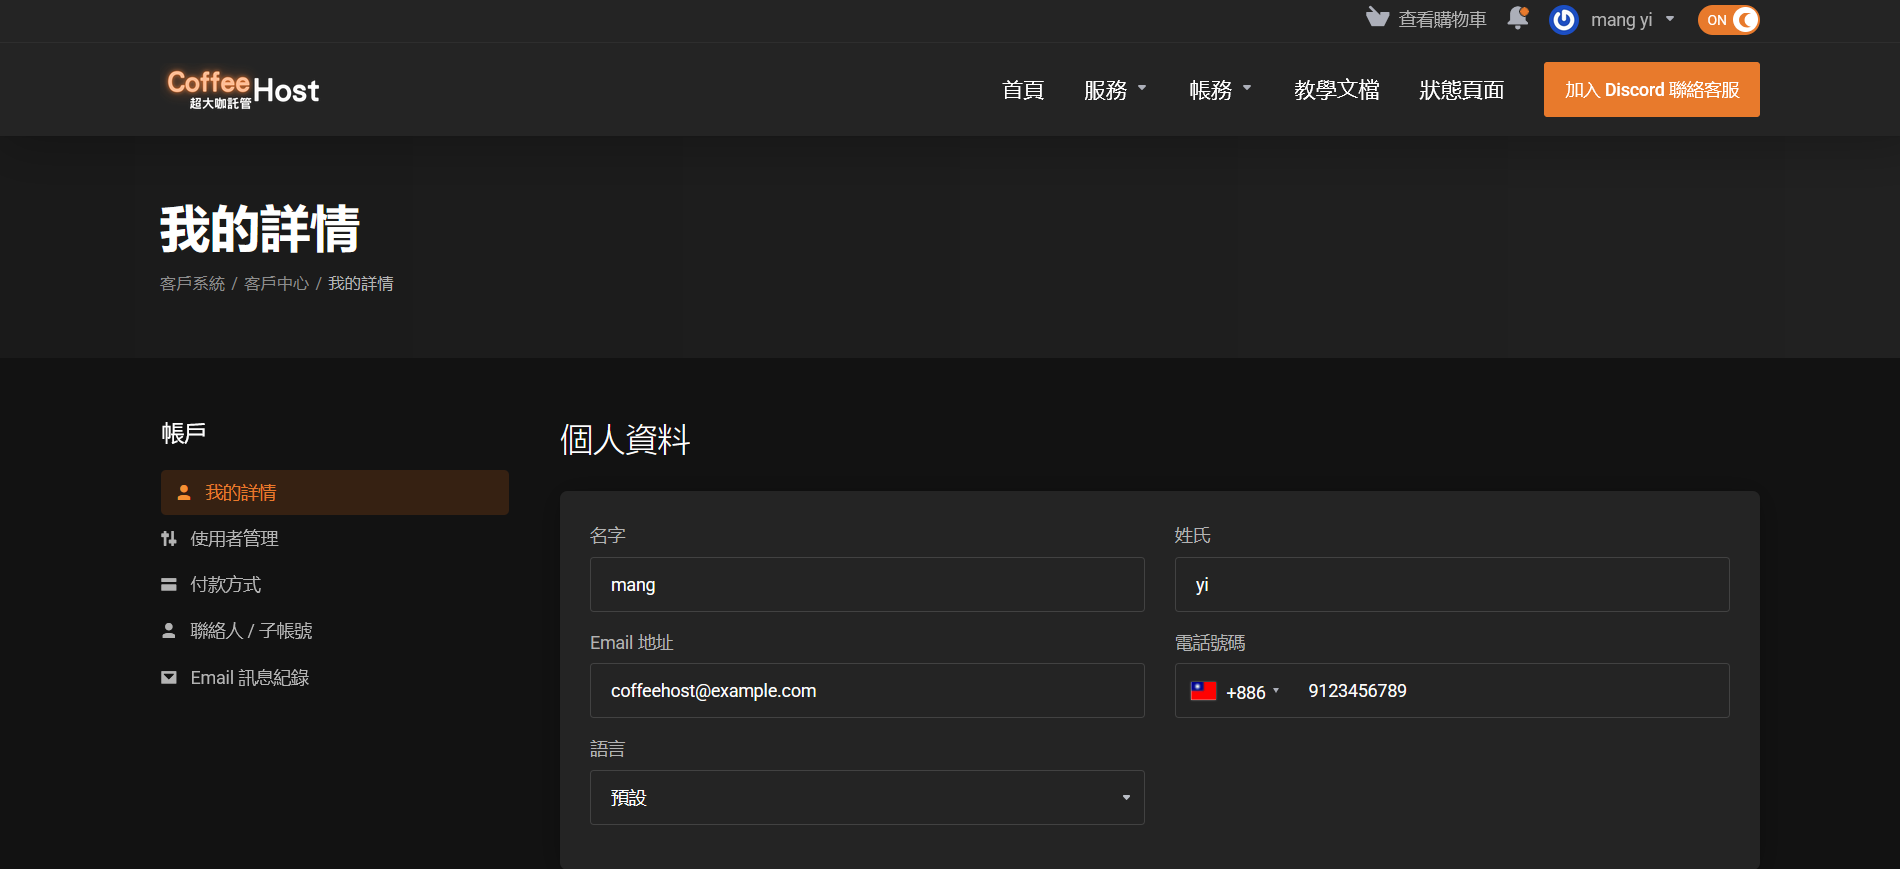 查看購物車
mang yi
ON
Coffee Host
超大咖託管
首頁
服務
帳務
教學文檔
狀態頁面
加入 Discord 聯絡客服
我的詳情
客戶系統 / 客戶中心 / 我的詳情
帳戶
我的詳情
使用者管理
付款方式
聯絡人 / 子帳號
Email 訊息紀錄
個人資料
名字
姓氏
mang
yi
Email 地址
電話號碼
coffeehost@example.com
+886 9123456789
語言
預設